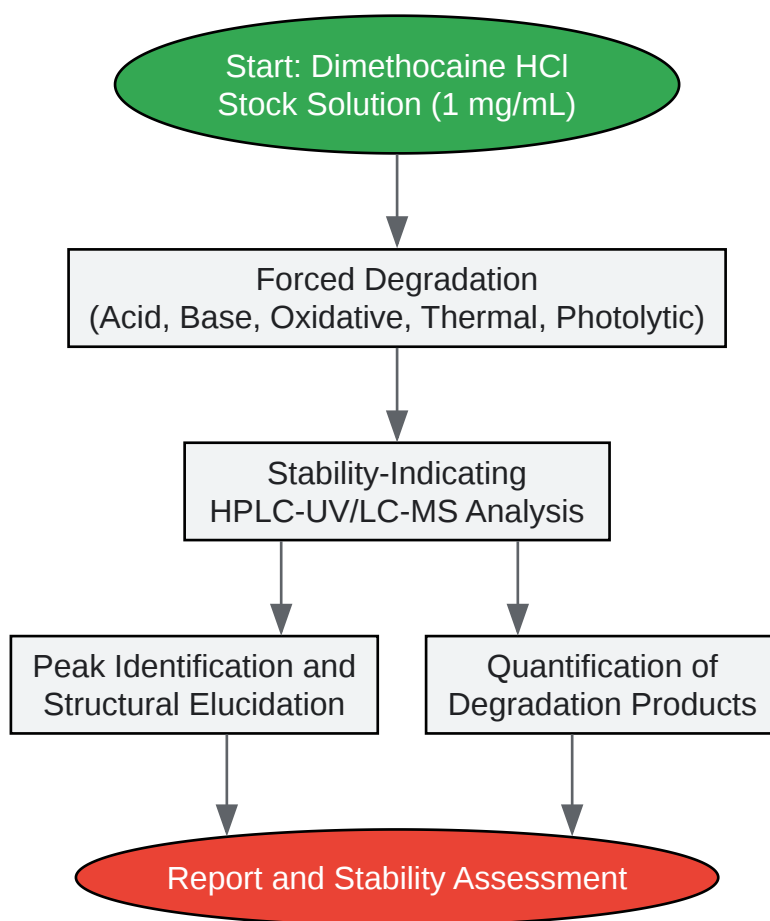 Start: Dimethocaine HCl
Stock Solution (1 mg/mL)
Forced Degradation
(Acid, Base, Oxidative, Thermal, Photolytic)
Stability-Indicating
HPLC-UV/LC-MS Analysis
Peak Identification and
Structural Elucidation
Quantification of
Degradation Products
Report and Stability Assessment